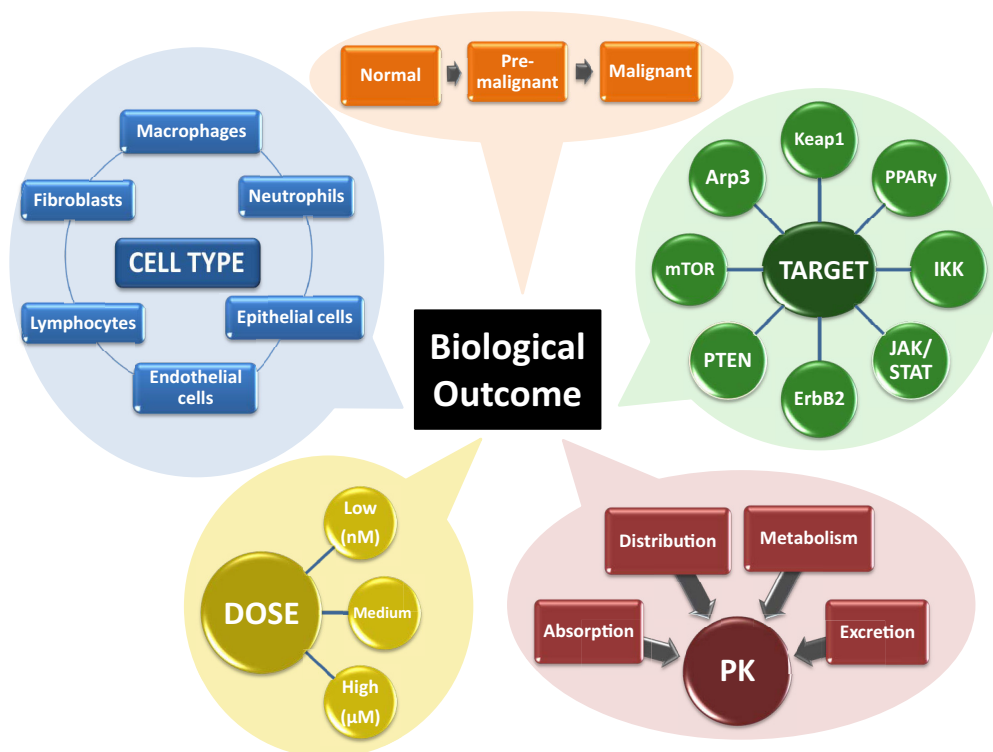 Normal
Pre-
malignant
Malignant
Macrophages
Fibroblasts
Neutrophils
CELL TYPE
Lymphocytes
Epithelial cells
Endothelial
cells
Keap1
Arp3
PPARγ
mTOR
TARGET
IKK
PTEN
JAK/
STAT
ErbB2
Biological
Outcome
Low
(nM)
DOSE
Medium
High
(μM)
Distribution
Metabolism
Absorption
Excretion
PK